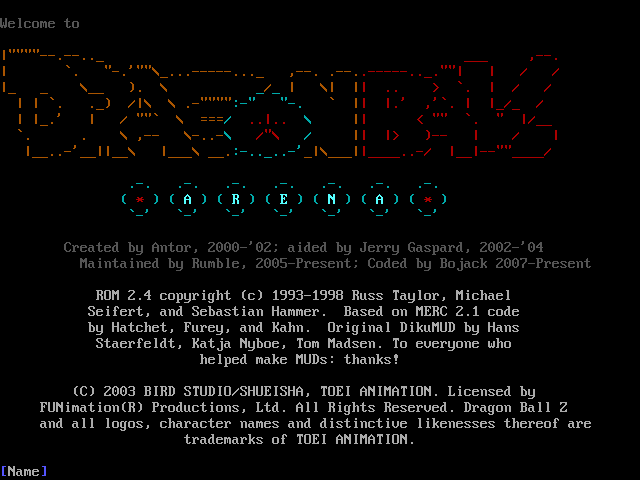 Welcome to
DRAGONBALL
( * ) ( A ) ( R ) ( E ) ( N ) ( A ) ( * )
Created by Antor, 2000-'02; aided by Jerry Gaspard, 2002-'04
Maintained by Rumble, 2005-Present; Coded by Bojack 2007-Present
ROM 2.4 copyright (c) 1993-1998 Russ Taylor, Michael
Seifert, and Sebastian Hammer.  Based on MERC 2.1 code
by Hatchet, Furey, and Kahn.  Original DikuMUD by Hans
Staerfeldt, Katja Nyboe, Tom Madsen. To everyone who
helped make MUDs: thanks!
(C) 2003 BIRD STUDIO/SHUEISHA, TOEI ANIMATION. Licensed by
FUNimation(R) Productions, Ltd. All Rights Reserved. Dragon Ball Z
and all logos, character names and distinctive likenesses thereof are
trademarks of TOEI ANIMATION.
[Name]